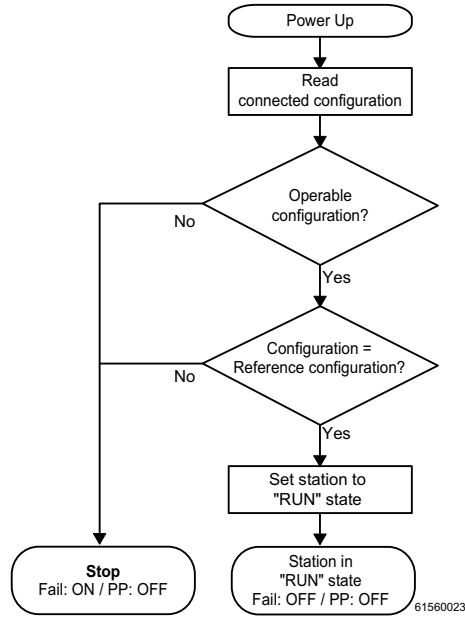 Power Up
Read
connected configuration
Operable
configuration?
No
Yes
Configuration =
Reference configuration?
No
Yes
Set station to
"RUN" state
Stop
Fail: ON / PP: OFF
Station in
"RUN" state
Fail: OFF / PP: OFF
61560023